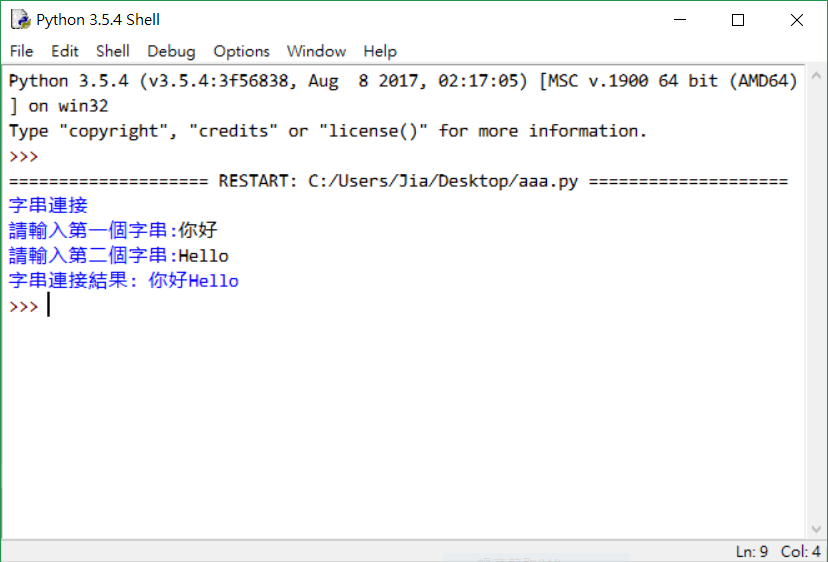 Python 3.5.4 Shell
File Edit Shell Debug Options Window Help
Python 3.5.4 (v3.5.4:3f56838, Aug  8 2017, 02:17:05) [MSC v.1900 64 bit (AMD64)
] on win32
Type "copyright", "credits" or "license()" for more information.
>>>
==================== RESTART: C:/Users/Jia/Desktop/aaa.py ====================
字串連接
請輸入第一個字串:你好
請輸入第二個字串:Hello
字串連接結果: 你好Hello
>>>
Ln: 9 Col: 4